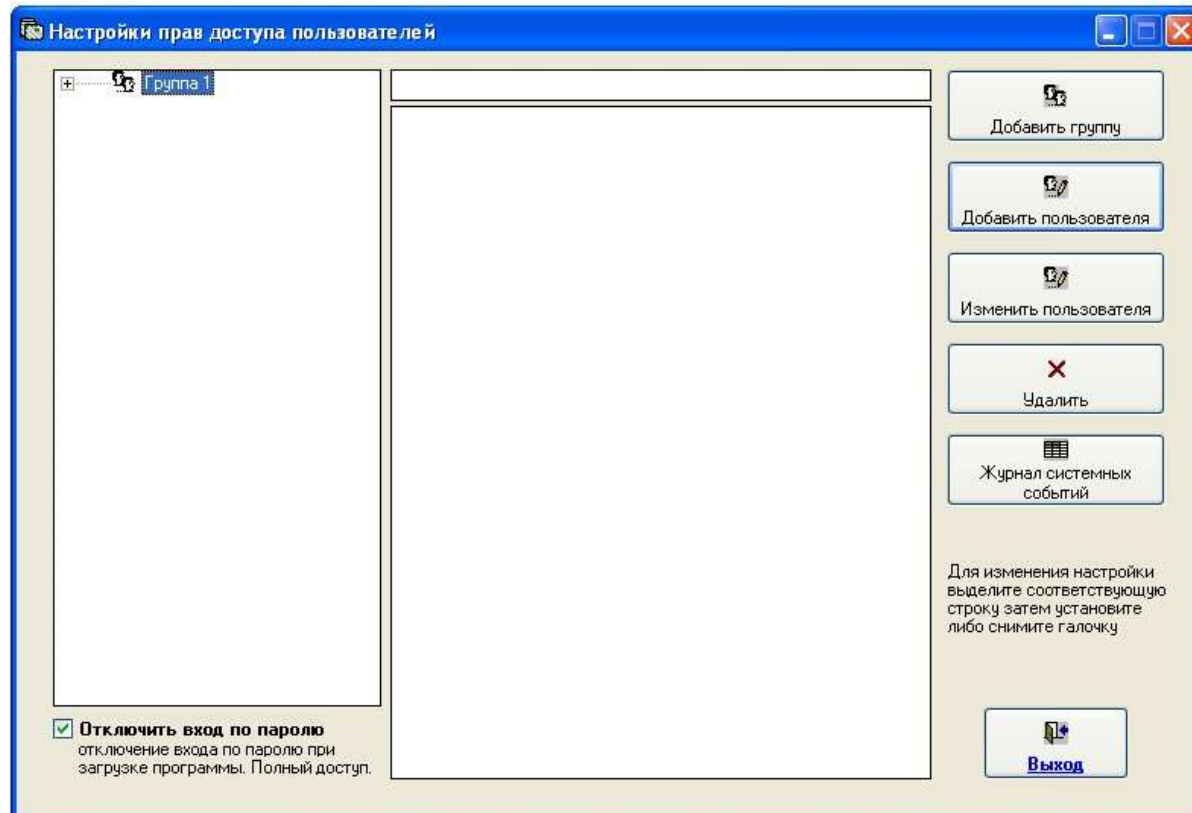 Настройки прав доступа пользователей
Группа 1
Добавить группу
Добавить пользователя
Изменить пользователя
Удалить
Журнал системных
событий
Для изменения настройки
выделите соответствующую
строку затем установите
либо снимите галочку
Отключить вход по паролю
отключение входа по паролю при
загрузке программы. Полный доступ.
Выход